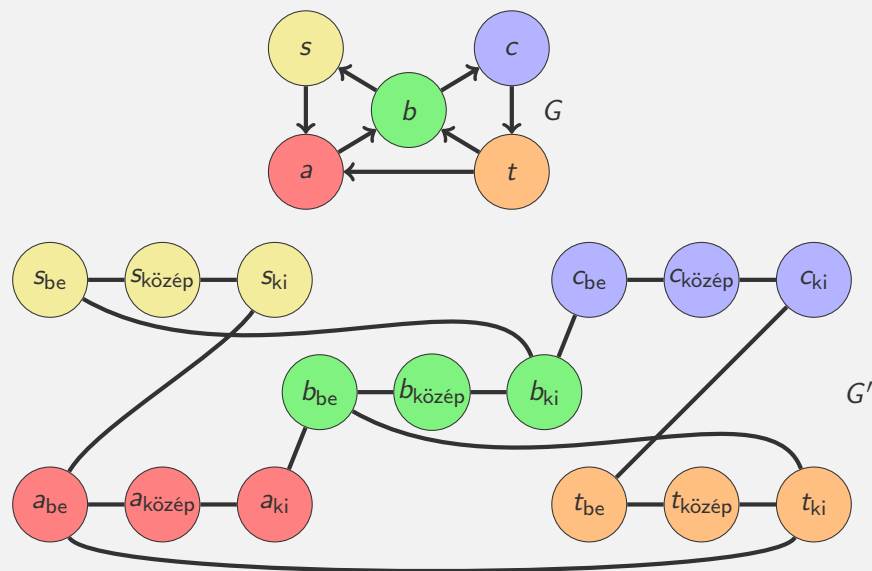 s c
b G
a t
s_be s_közép s_ki c_be c_közép c_ki
b_be b_közép b_ki G′
a_be a_közép a_ki t_be t_közép t_ki